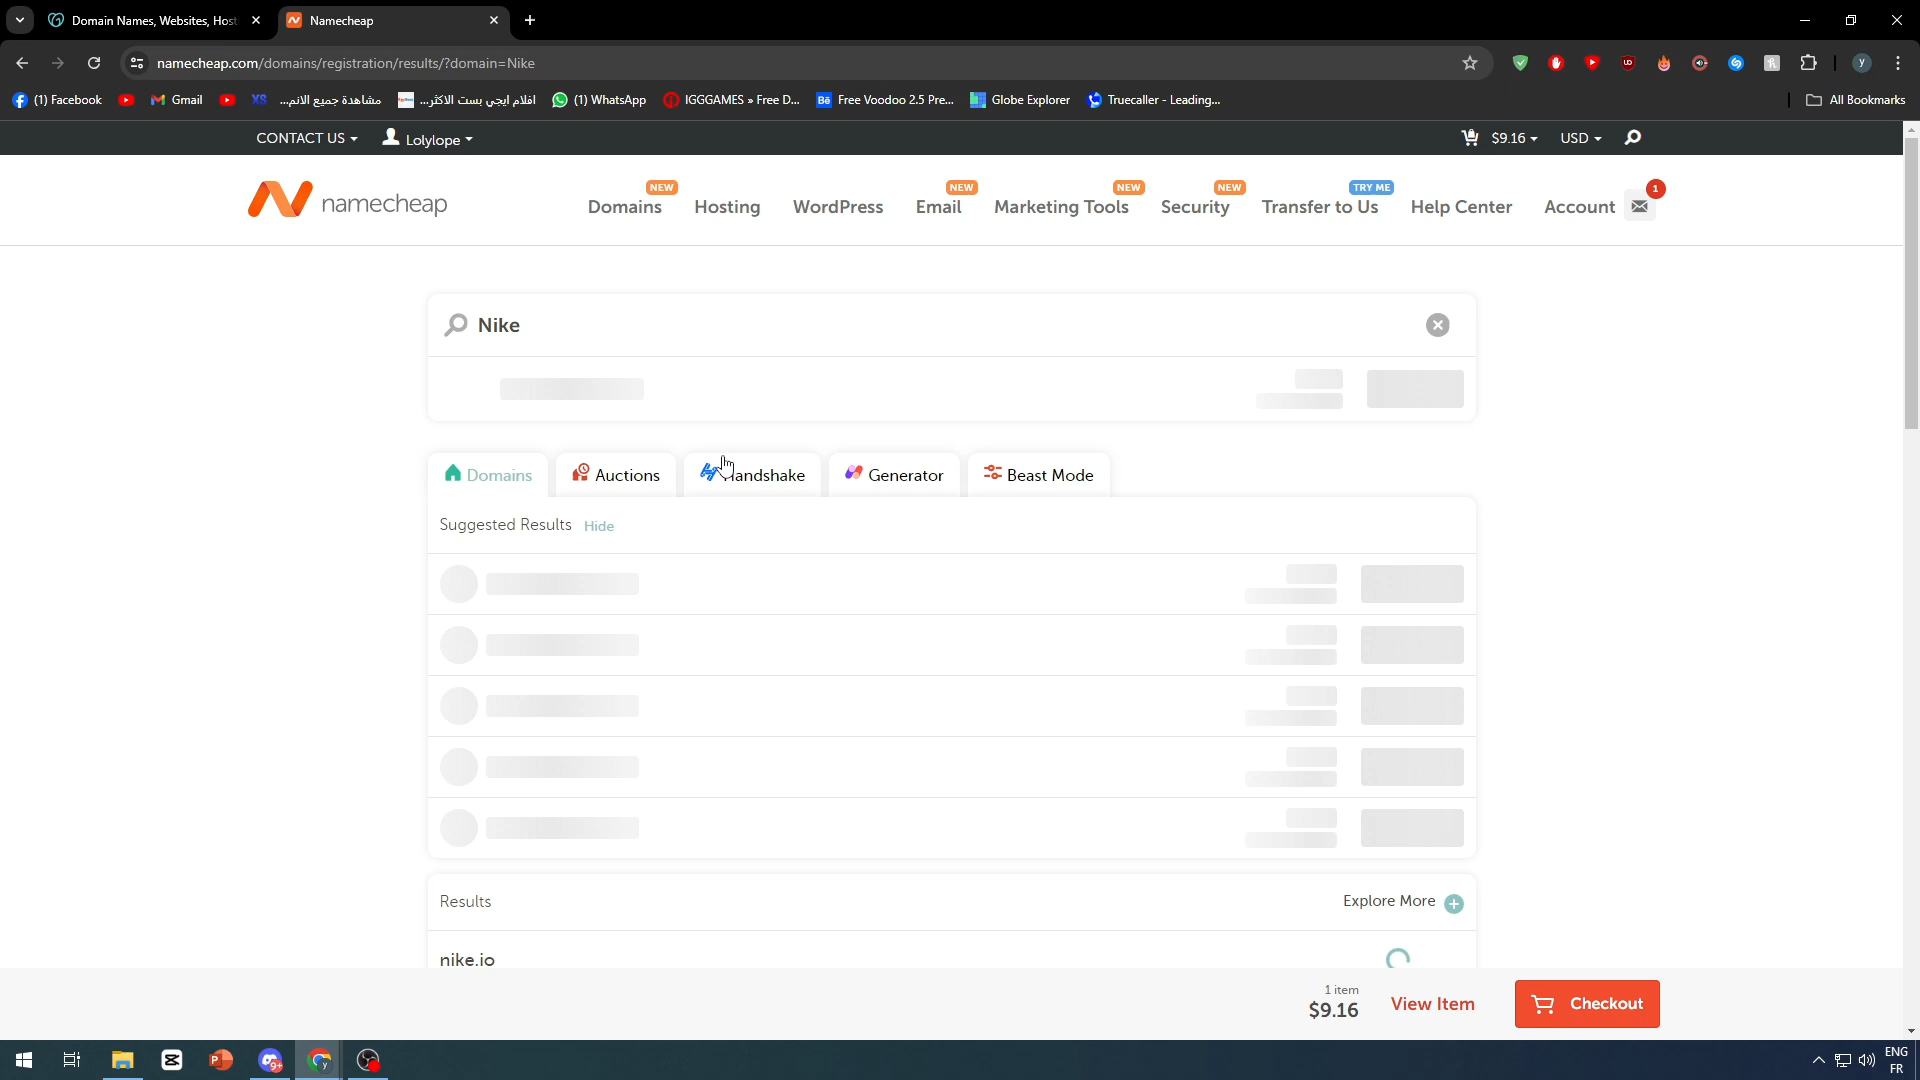 Domain Names, Websites, Host
Namecheap
namecheap.com/domains/registration/results/?domain=Nike
(1) Facebook
Gmail
XS
مشاهدة جميع الانم...
افلام ايجي بست الاكثر...
(1) WhatsApp
IGGGAMES » Free D...
Bē
Free Voodoo 2.5 Pre...
Globe Explorer
Truecaller - Leading...
All Bookmarks
CONTACT US
Lolylope
$9.16
USD
namecheap
NEW
Domains
Hosting
WordPress
NEW
Email
NEW
Marketing Tools
NEW
Security
TRY ME
Transfer to Us
Help Center
Account
1
Nike
Domains
Auctions
andshake
Generator
Beast Mode
Suggested Results
Hide
Results
Explore More
nike.io
1 item
$9.16
View Item
Checkout
9+
ENG
FR